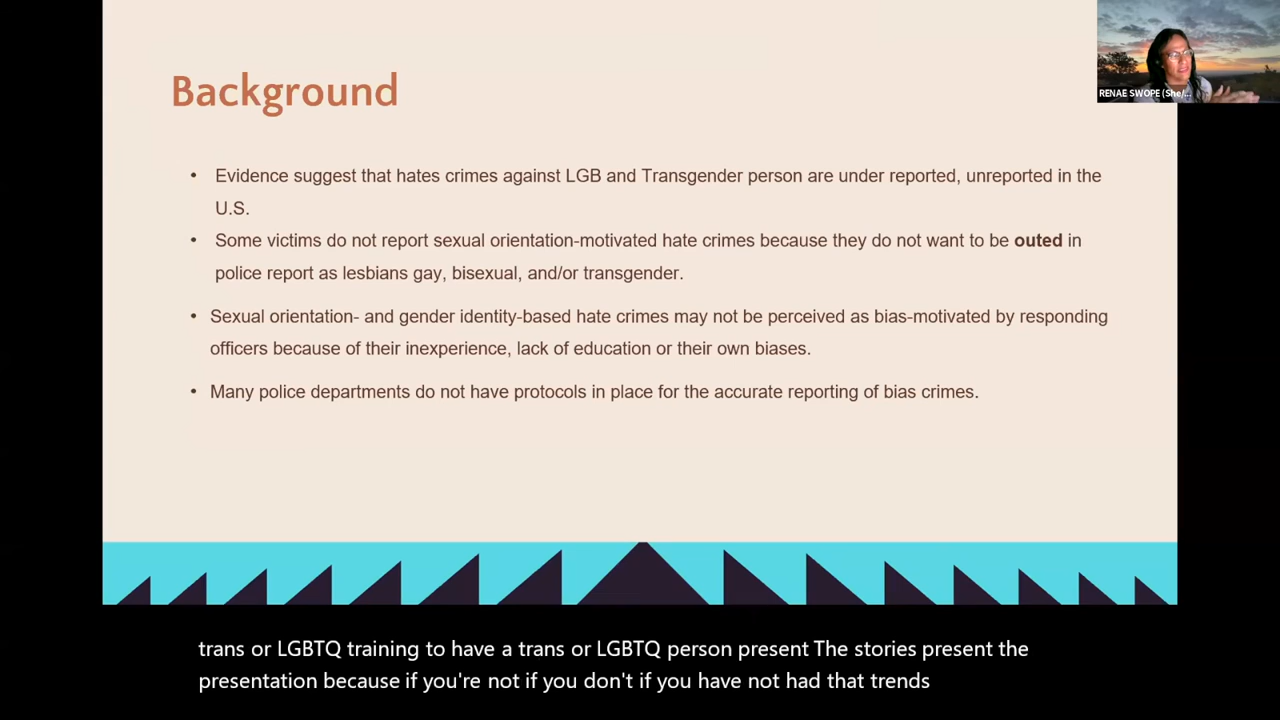 Background
RENAE SWOPE (She/...
• Evidence suggest that hates crimes against LGB and Transgender person are under reported, unreported in the
U.S.
• Some victims do not report sexual orientation-motivated hate crimes because they do not want to be outed in
police report as lesbians gay, bisexual, and/or transgender.
• Sexual orientation- and gender identity-based hate crimes may not be perceived as bias-motivated by responding
officers because of their inexperience, lack of education or their own biases.
• Many police departments do not have protocols in place for the accurate reporting of bias crimes.
trans or LGBTQ training to have a trans or LGBTQ person present The stories present the
presentation because if you're not if you don't if you have not had that trends